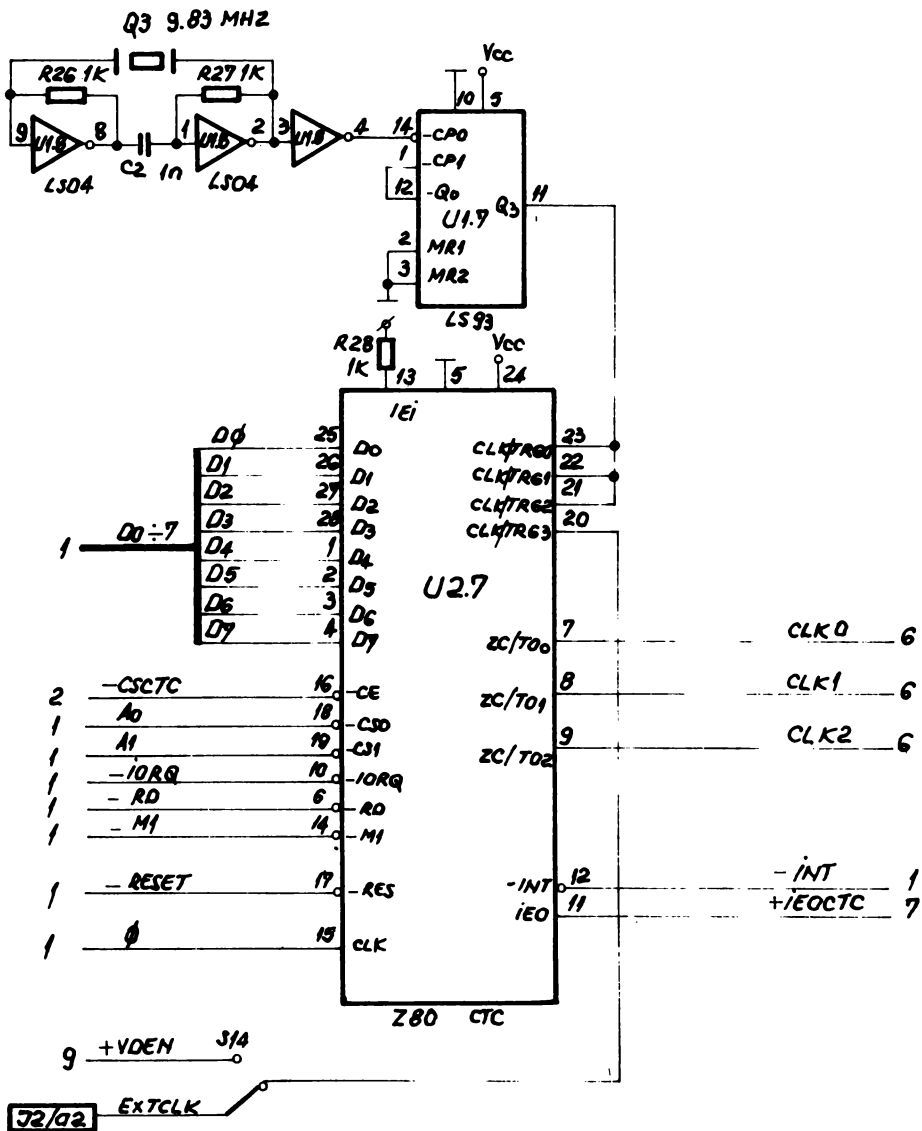 Q3 9.83 MHZ
R26 1K
R27 1K
9
U1.8
8
C2 1n
1
U1.8
2
3
U1.8
4
LS04
LS04
Vcc
10
5
14
-CP0
1
-CP1
12
-Q0
U1.7
Q3
11
2
MR1
3
MR2
LS93
R28
1K
13
5
Vcc
24
IEi
DØ
25
D0
CLK/TRG0
23
D1
26
D1
CLK/TRG1
22
D2
27
D2
CLK/TRG2
21
D3
28
D3
CLK/TRG3
20
1
D0÷7
D4
1
D4
D5
2
D5
U2.7
D6
3
D6
D7
4
D7
ZC/TO0
7
CLK0
6
2
-CSCTC
16
-CE
ZC/TO1
8
CLK1
6
1
A0
18
-CS0
1
A1
19
-CS1
ZC/TO2
9
CLK2
6
1
-IORQ
10
-IORQ
1
- RD
6
-RD
1
- M1
14
-M1
1
-RESET
17
-RES
-INT
12
-iNT
1
iEO
11
+iEOCTC
7
1
ϕ
15
CLK
Z80 CTC
9
+VDEN
S14
J2/a2
EXTCLK